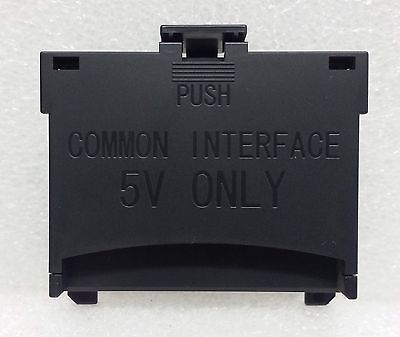 PUSH
COMMON INTERFACE
5V ONLY